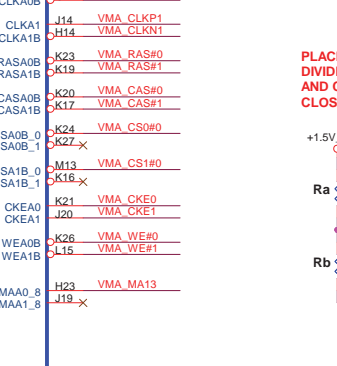 CLKA0B
CLKA1 J14 VMA_CLKP1
CLKA1B H14 VMA_CLKN1
RASA0B K23 VMA_RAS#0
RASA1B K19 VMA_RAS#1
CASA0B K20 VMA_CAS#0
CASA1B K17 VMA_CAS#1
SA0B_0 K24 VMA_CS0#0
SA0B_1 K27
SA1B_0 M13 VMA_CS1#0
SA1B_1 K16
CKEA0 K21 VMA_CKE0
CKEA1 J20 VMA_CKE1
WEA0B K26 VMA_WE#0
WEA1B L15 VMA_WE#1
MAA0_8 H23 VMA_MA13
MAA1_8 J19
PLAC
DIVID
AND
CLOS
+1.5V_
Ra
Rb